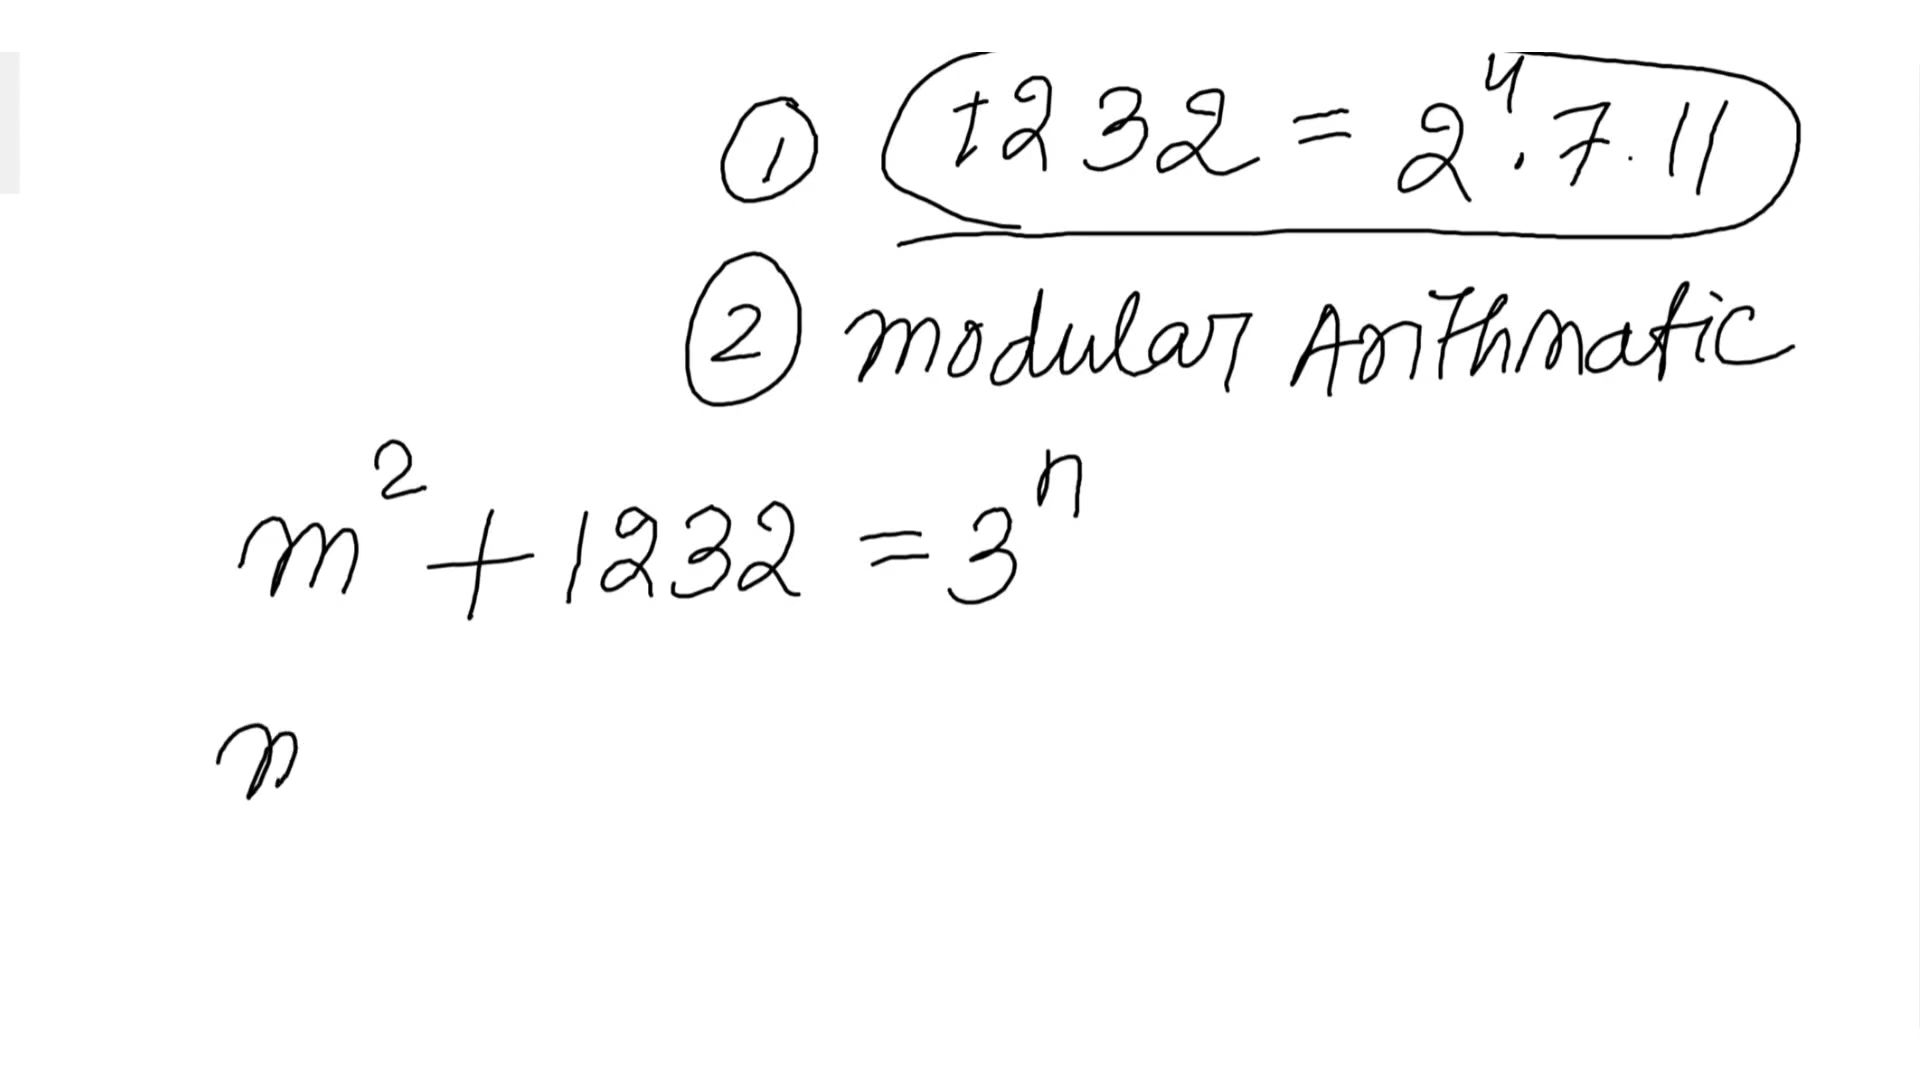 ① 1232 = 2⁴.7.11
② modular Arithmatic
m² + 1232 = 3ⁿ
n